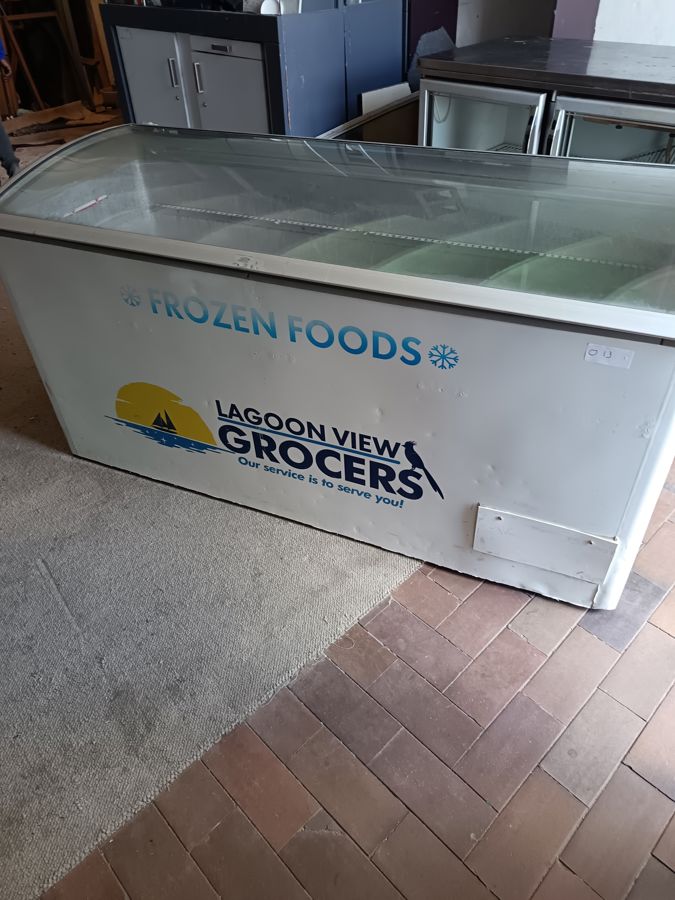 FROZEN FOODS
LAGOON VIEW
GROCERS
Our service is to serve you!